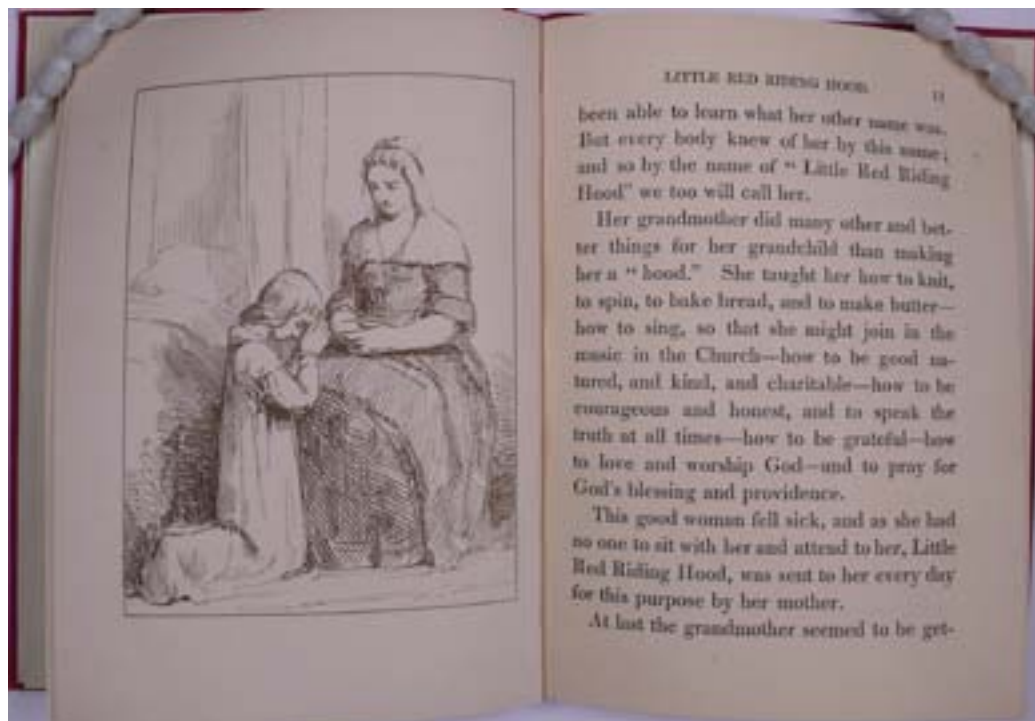 LITTLE RED RIDING HOOD. 11
been able to learn what her other name was.
But every body knew of her by this name;
and so by the name of “ Little Red Riding
Hood” we too will call her.
Her grandmother did many other and bet-
ter things for her grandchild than making
her a “ hood.” She taught her how to knit,
to spin, to bake bread, and to make butter—
how to sing, so that she might join in the
music in the Church—how to be good na-
tured, and kind, and charitable—how to be
courageous and honest, and to speak the
truth at all times—how to be grateful—how
to love and worship God—and to pray for
God's blessing and providence.
This good woman fell sick, and as she had
no one to sit with her and attend to her, Little
Red Riding Hood, was sent to her every day
for this purpose by her mother.
At last the grandmother seemed to be get-